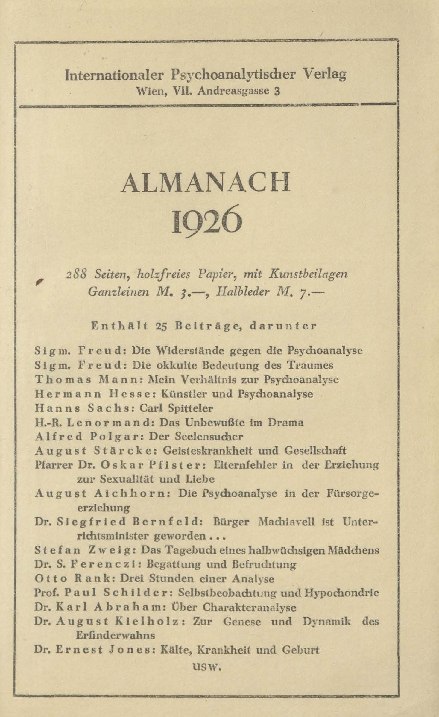 Internationaler Psychoanalytischer Verlag
Wien, VII. Andreasgasse 3
ALMANACH
1926
288 Seiten, holzfreies Papier, mit Kunstbeilagen
Ganzleinen M. 3.—, Halbleder M. 7.—
Enthält 25 Beiträge, darunter
Sigm. Freud: Die Widerstände gegen die Psychoanalyse
Sigm. Freud: Die okkulte Bedeutung des Traumes
Thomas Mann: Mein Verhältnis zur Psychoanalyse
Hermann Hesse: Künstler und Psychoanalyse
Hanns Sachs: Carl Spitteler
H.-R. Lenormand: Das Unbewußte im Drama
Alfred Polgar: Der Seelensucher
August Stärcke: Geisteskrankheit und Gesellschaft
Pfarrer Dr. Oskar Pfister: Elternfehler in der Erziehung
zur Sexualität und Liebe
August Aichhorn: Die Psychoanalyse in der Fürsorge-
erziehung
Dr. Siegfried Bernfeld: Bürger Machiavell ist Unter-
richtsminister geworden ...
Stefan Zweig: Das Tagebuch eines halbwüchsigen Mädchens
Dr. S. Ferenczi: Begattung und Befruchtung
Otto Rank: Drei Stunden einer Analyse
Prof. Paul Schilder: Selbstbeobachtung und Hypochondrie
Dr. Karl Abraham: Über Charakteranalyse
Dr. August Kielholz: Zur Genese und Dynamik des
Erfinderwahns
Dr. Ernest Jones: Kälte, Krankheit und Geburt
usw.